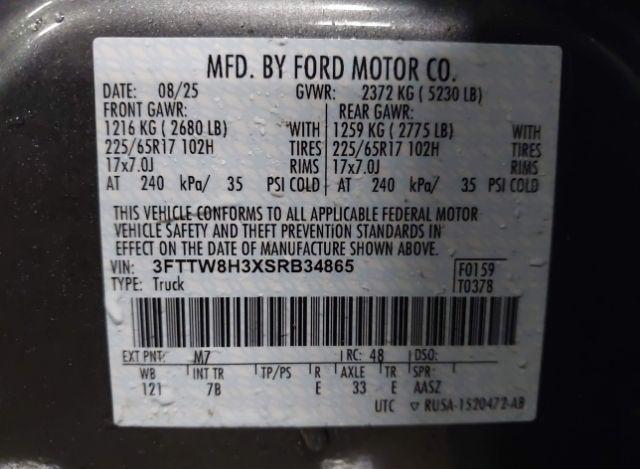 MFD. BY FORD MOTOR CO.
DATE: 08/25 GVWR: 2372 KG ( 5230 LB)
FRONT GAWR: REAR GAWR:
1216 KG ( 2680 LB) WITH 1259 KG ( 2775 LB) WITH
225/65R17 102H TIRES 225/65R17 102H TIRES
17x7.0J RIMS 17x7.0J RIMS
AT 240 kPa/ 35 PSI COLD AT 240 kPa/ 35 PSI COLD
THIS VEHICLE CONFORMS TO ALL APPLICABLE FEDERAL MOTOR
VEHICLE SAFETY AND THEFT PREVENTION STANDARDS IN
EFFECT ON THE DATE OF MANUFACTURE SHOWN ABOVE.
VIN: 3FTTW8H3XSRB34865 F0159
TYPE: Truck T0378
EXT PNT: M7 RC: 48 DSO:
WB INT TR TP/PS R AXLE TR SPR
121 7B E 33 E AASZ
UTC ▽ RU5A-1520472-AB